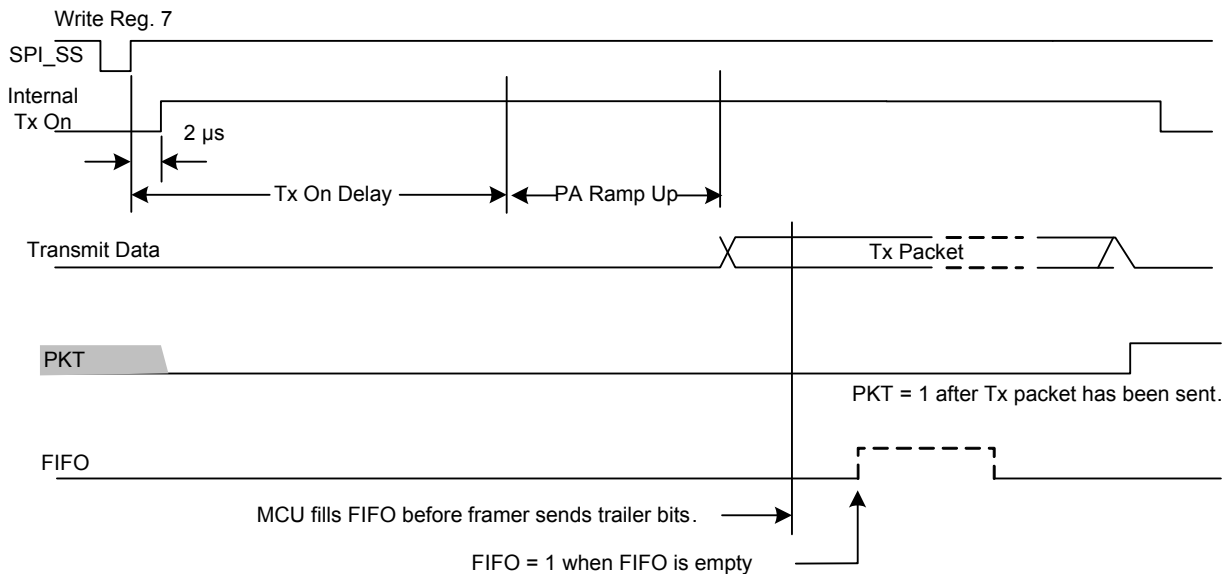 Write Reg. 7
SPI_SS
Internal
Tx On
2 µs
Tx On Delay
PA Ramp Up
Transmit Data
Tx Packet
PKT
PKT = 1 after Tx packet has been sent.
FIFO
MCU fills FIFO before framer sends trailer bits.
FIFO = 1 when FIFO is empty